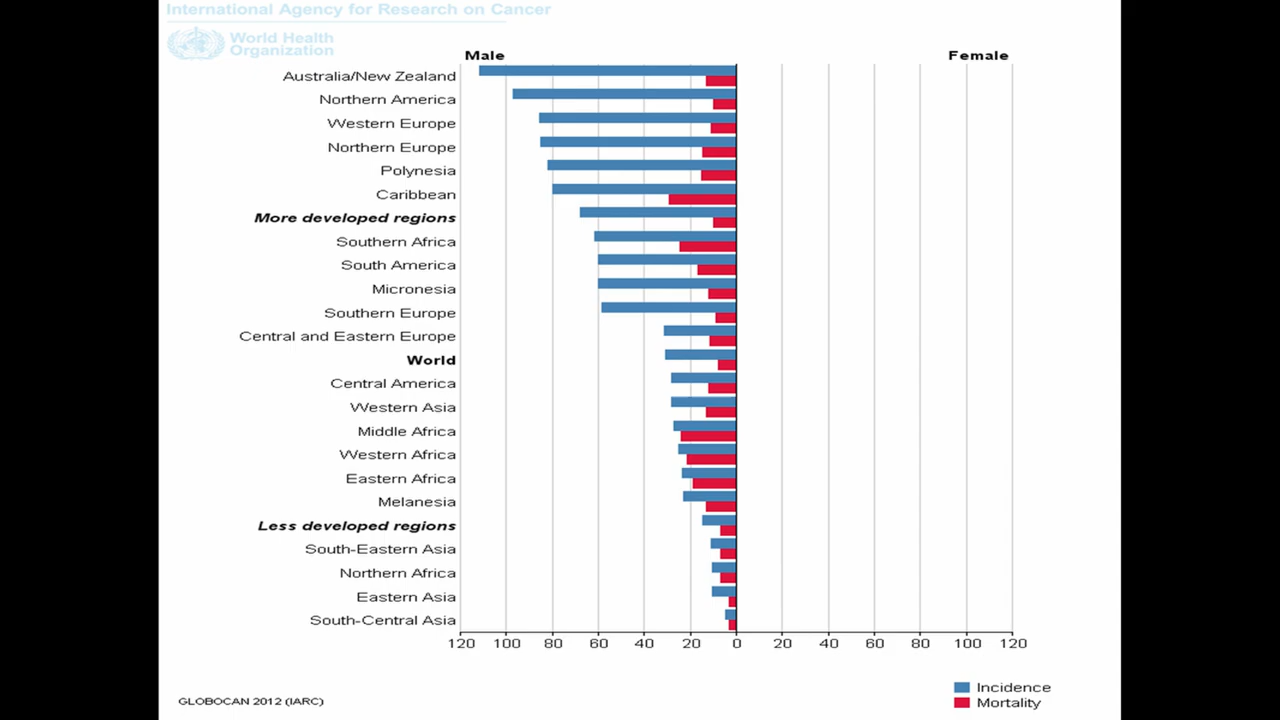 International Agency for Research on Cancer
World Health
Organization
Male
Female
Australia/New Zealand
Northern America
Western Europe
Northern Europe
Polynesia
Caribbean
More developed regions
Southern Africa
South America
Micronesia
Southern Europe
Central and Eastern Europe
World
Central America
Western Asia
Middle Africa
Western Africa
Eastern Africa
Melanesia
Less developed regions
South-Eastern Asia
Northern Africa
Eastern Asia
South-Central Asia
120 100 80 60 40 20 0 20 40 60 80 100 120
Incidence
Mortality
GLOBOCAN 2012 (IARC)